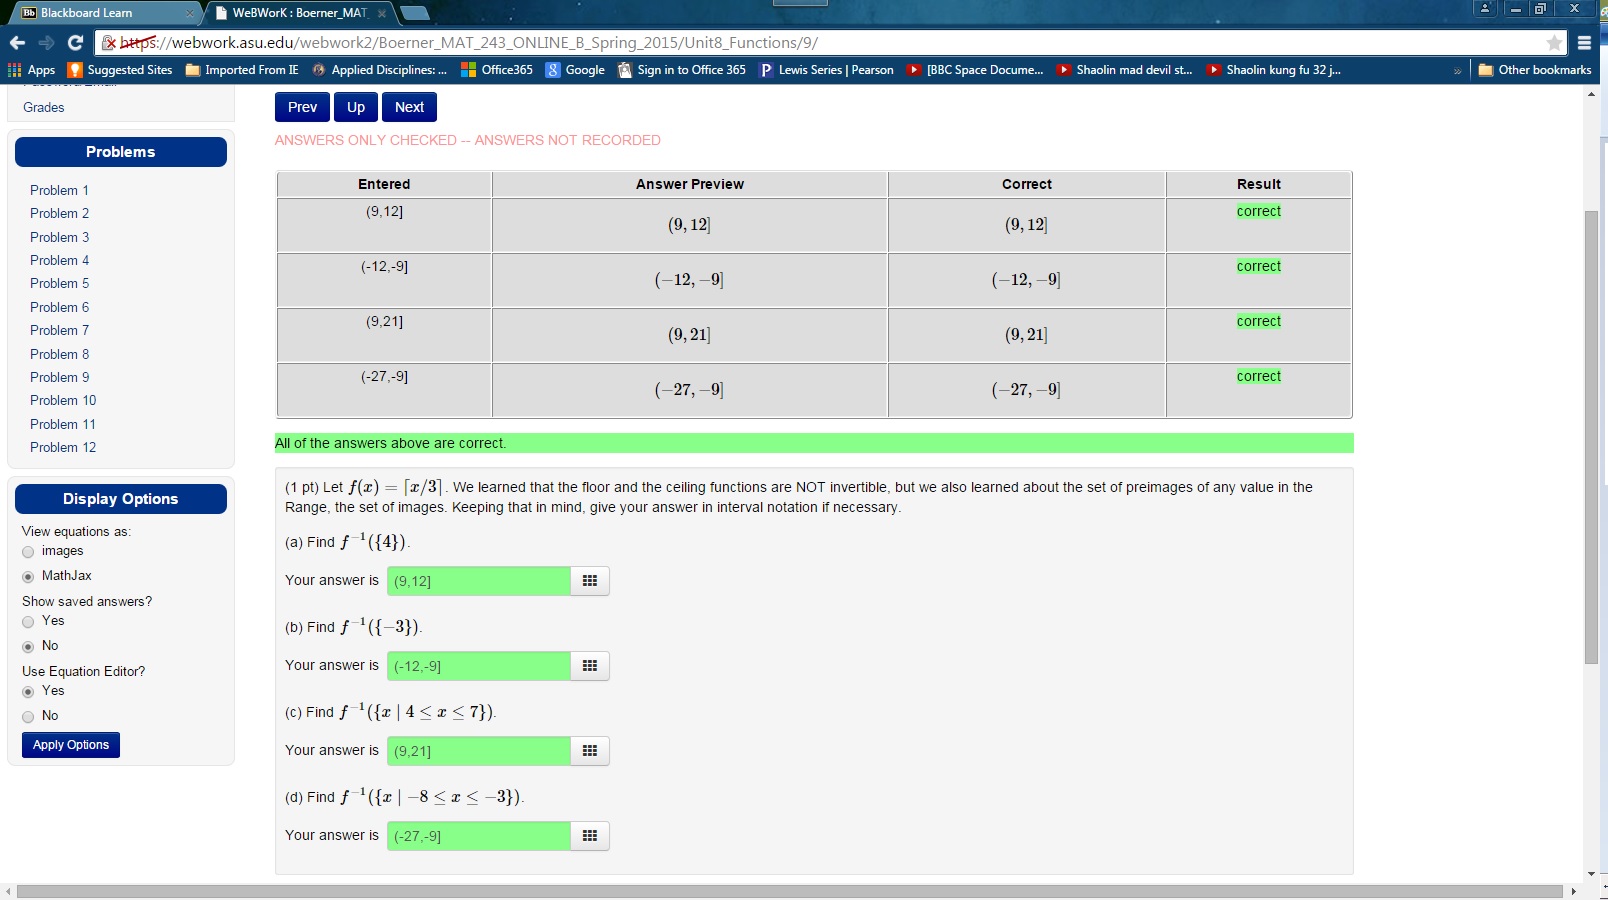 Blackboard Learn
WeBWorK : Boerner_MAT_
https://webwork.asu.edu/webwork2/Boerner_MAT_243_ONLINE_B_Spring_2015/Unit8_Functions/9/
Apps Suggested Sites Imported From IE Applied Disciplines: ... Office365 Google Sign in to Office 365 Lewis Series | Pearson [BBC Space Docume... Shaolin mad devil st... Shaolin kung fu 32 j... » Other bookmarks
Grades
Problems
Problem 1
Problem 2
Problem 3
Problem 4
Problem 5
Problem 6
Problem 7
Problem 8
Problem 9
Problem 10
Problem 11
Problem 12
Display Options
View equations as:
images
MathJax
Show saved answers?
Yes
No
Use Equation Editor?
Yes
No
Apply Options
Prev Up Next
ANSWERS ONLY CHECKED -- ANSWERS NOT RECORDED
Entered Answer Preview Correct Result
(9,12] (9, 12] (9, 12] correct
(-12,-9] (−12, −9] (−12, −9] correct
(9,21] (9, 21] (9, 21] correct
(-27,-9] (−27, −9] (−27, −9] correct
All of the answers above are correct.
(1 pt) Let f(x) = ⌈x/3⌉. We learned that the floor and the ceiling functions are NOT invertible, but we also learned about the set of preimages of any value in the
Range, the set of images. Keeping that in mind, give your answer in interval notation if necessary.
(a) Find f⁻¹({4}).
Your answer is (9,12]
(b) Find f⁻¹({−3}).
Your answer is (-12,-9]
(c) Find f⁻¹({x | 4 ≤ x ≤ 7}).
Your answer is (9,21]
(d) Find f⁻¹({x | −8 ≤ x ≤ −3}).
Your answer is (-27,-9]